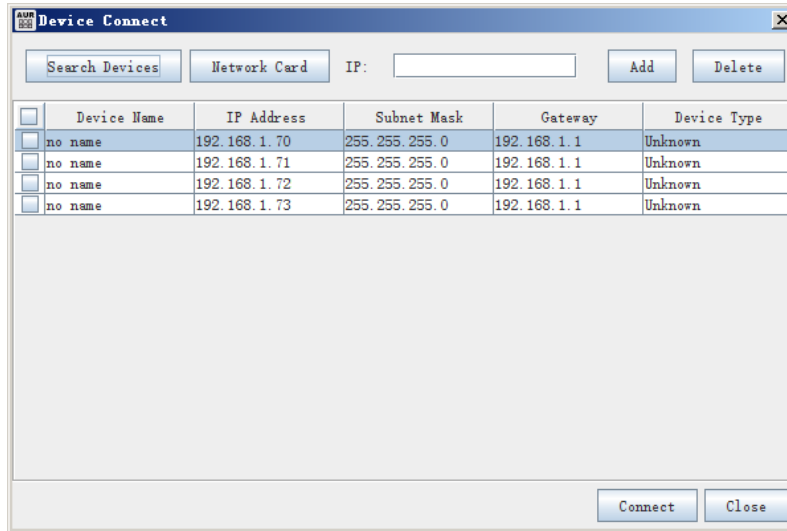 AUR Device Connect
Search Devices Network Card IP: Add Delete
Device Name IP Address Subnet Mask Gateway Device Type
no name 192.168.1.70 255.255.255.0 192.168.1.1 Unknown
no name 192.168.1.71 255.255.255.0 192.168.1.1 Unknown
no name 192.168.1.72 255.255.255.0 192.168.1.1 Unknown
no name 192.168.1.73 255.255.255.0 192.168.1.1 Unknown
Connect Close